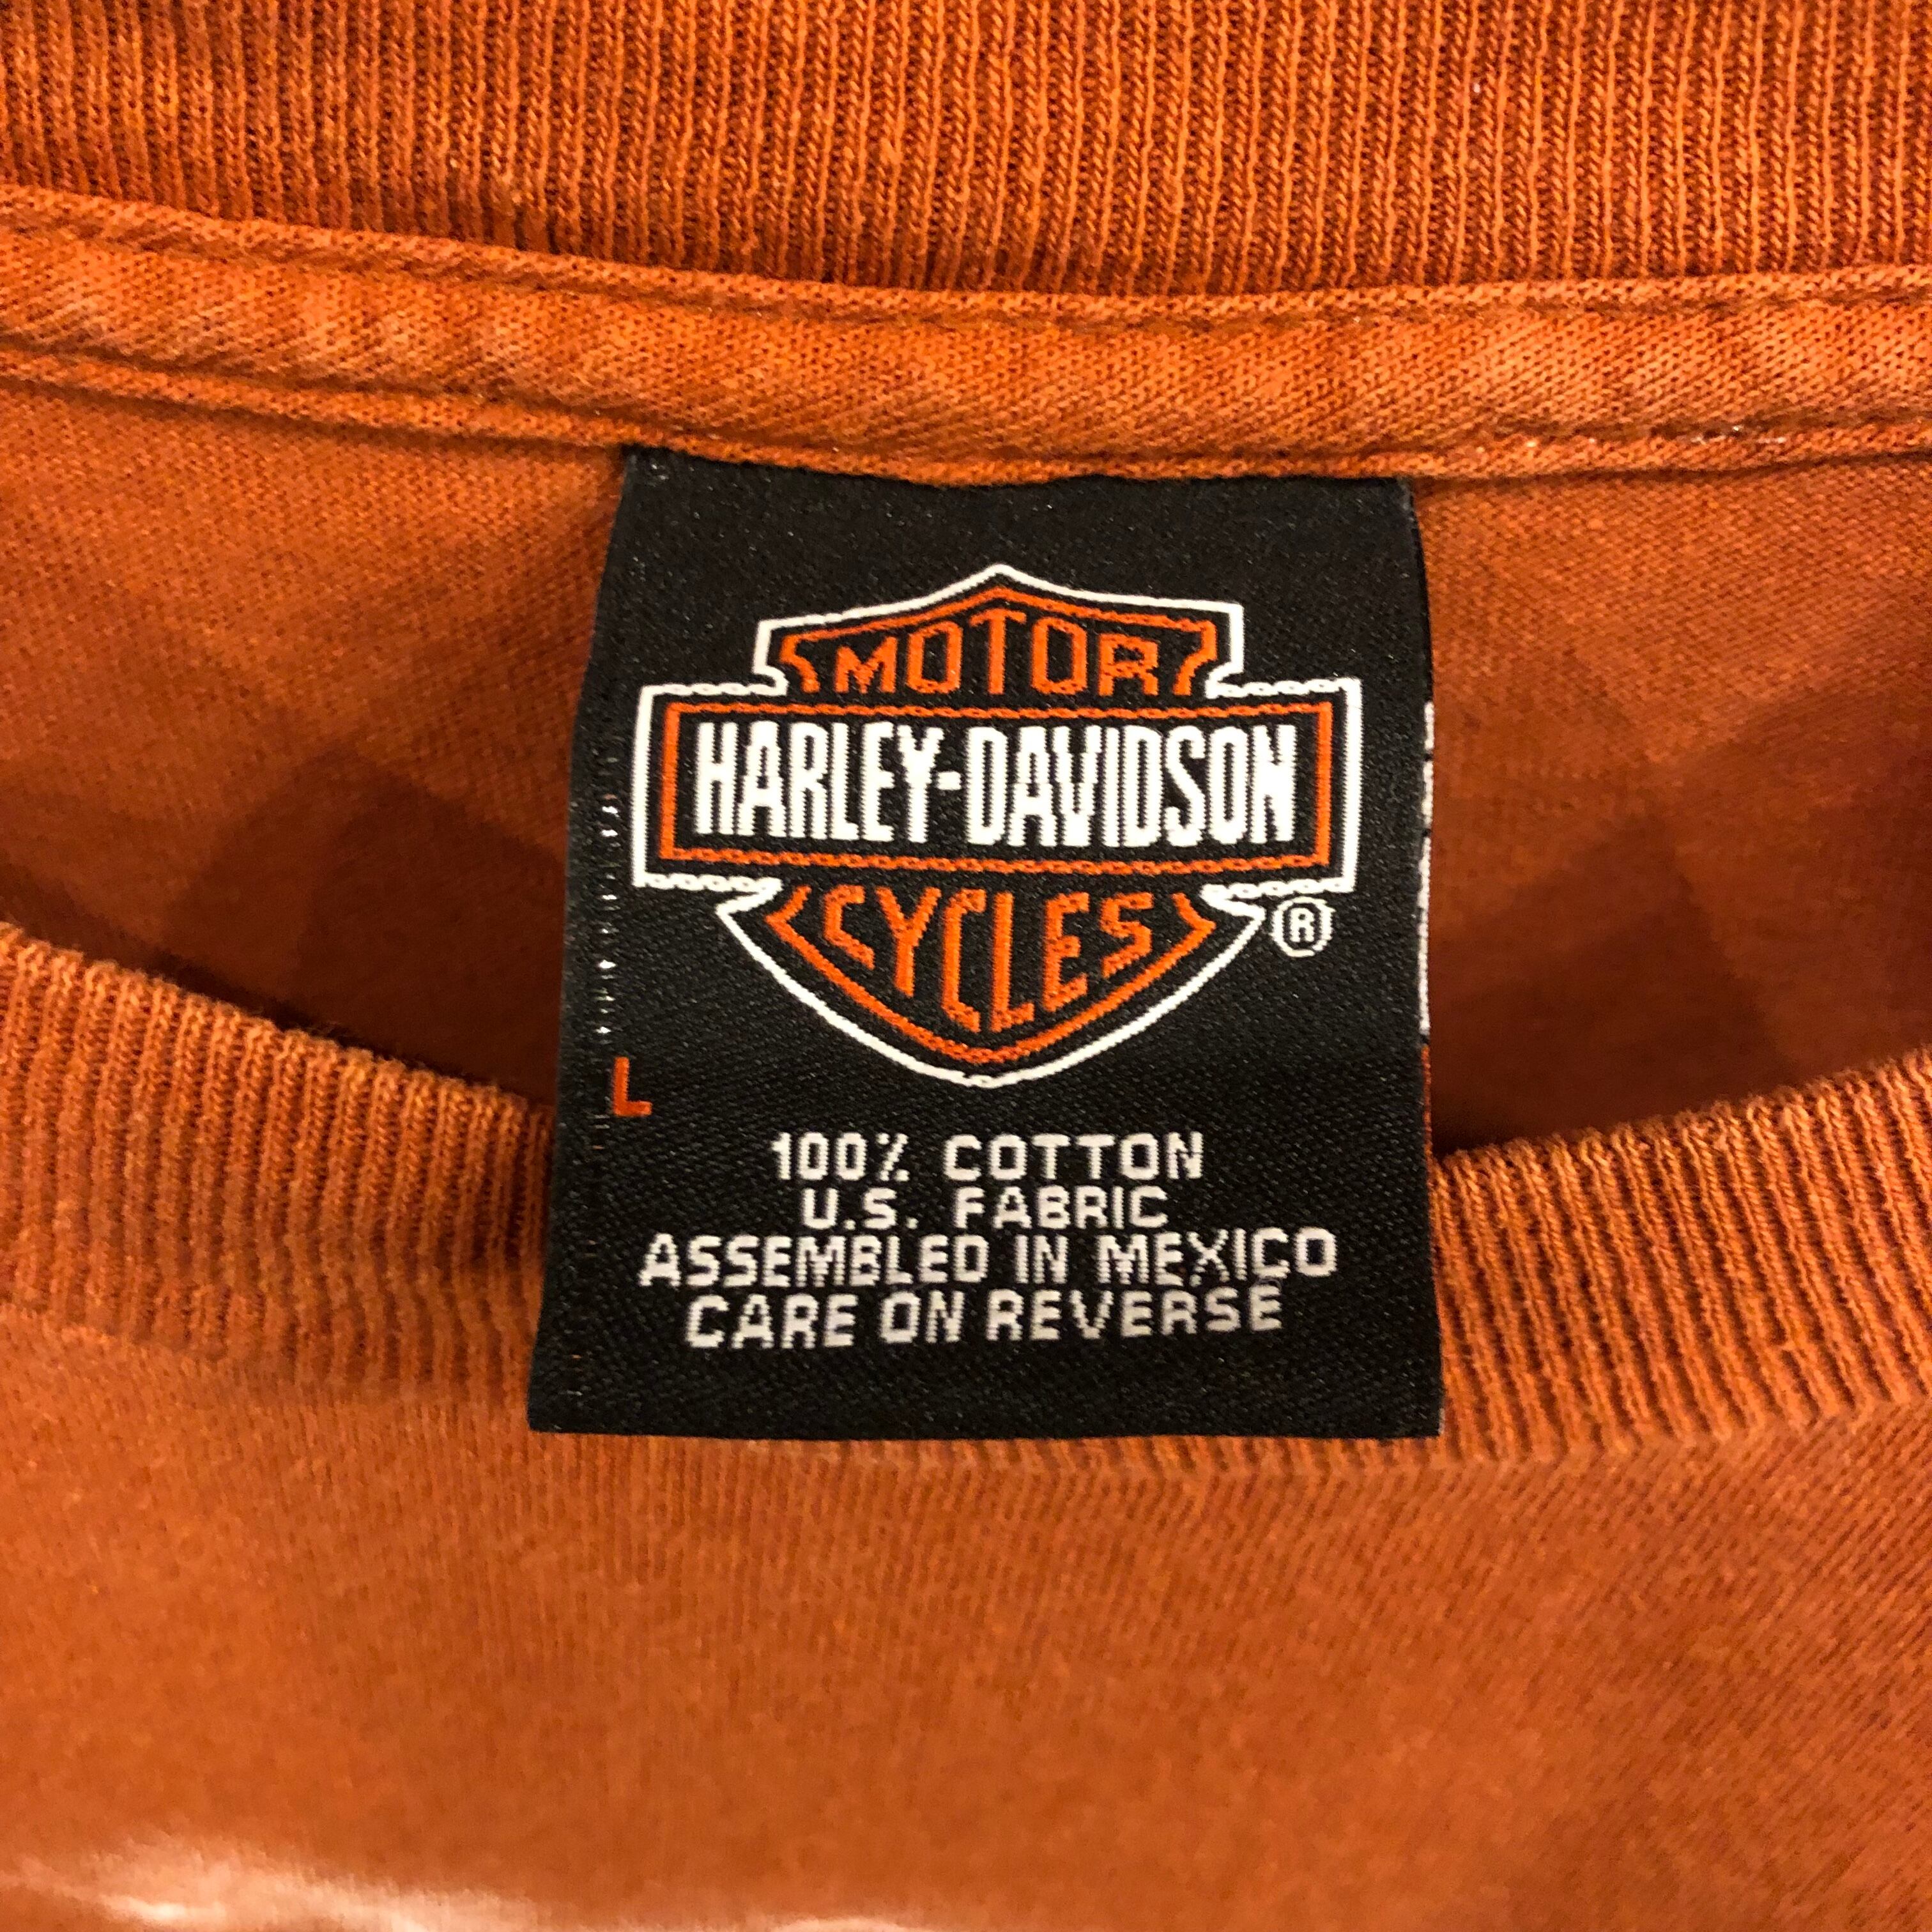 MOTOR
HARLEY-DAVIDSON
CYCLES
®
L
100% COTTON
U.S. FABRIC
ASSEMBLED IN MEXICO
CARE ON REVERSE